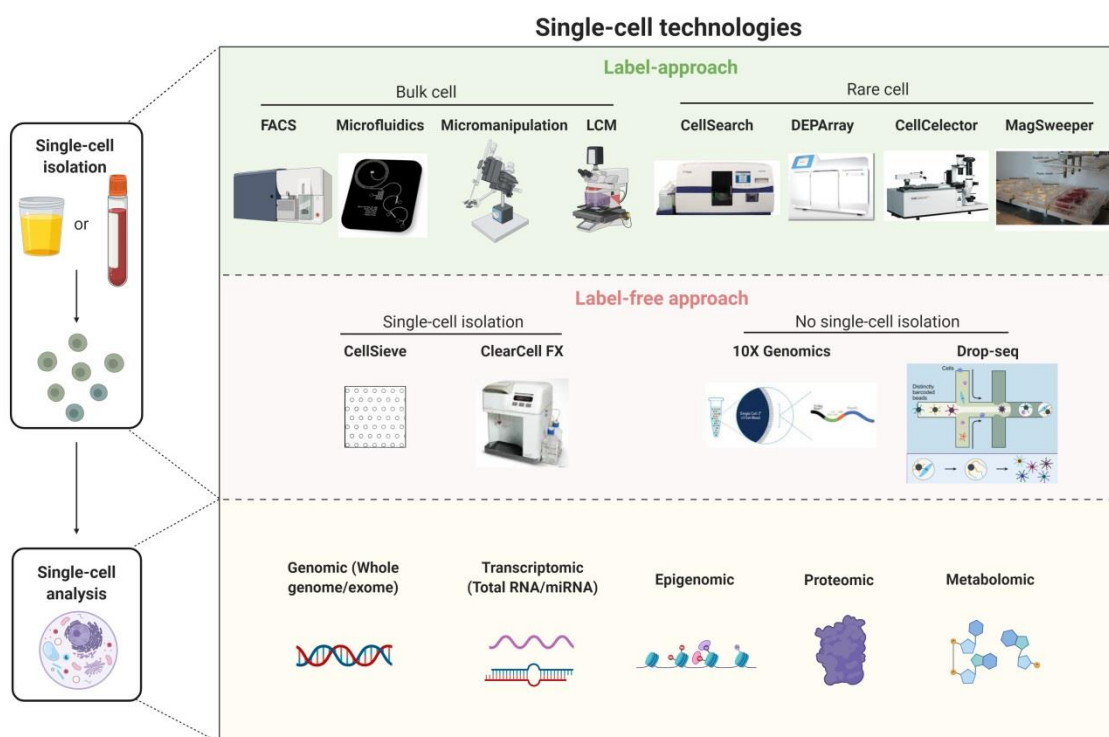 Single-cell technologies
Label-approach
Bulk cell
Rare cell
FACS
Microfluidics
Micromanipulation
LCM
CellSearch
DEPArray
CellCelector
MagSweeper
Single-cell
isolation
or
Label-free approach
Single-cell isolation
No single-cell isolation
CellSieve
ClearCell FX
10X Genomics
Drop-seq
Cells
Distinctly
barcoded
beads
Single-cell
analysis
Genomic (Whole
genome/exome)
Transcriptomic
(Total RNA/miRNA)
Epigenomic
Proteomic
Metabolomic